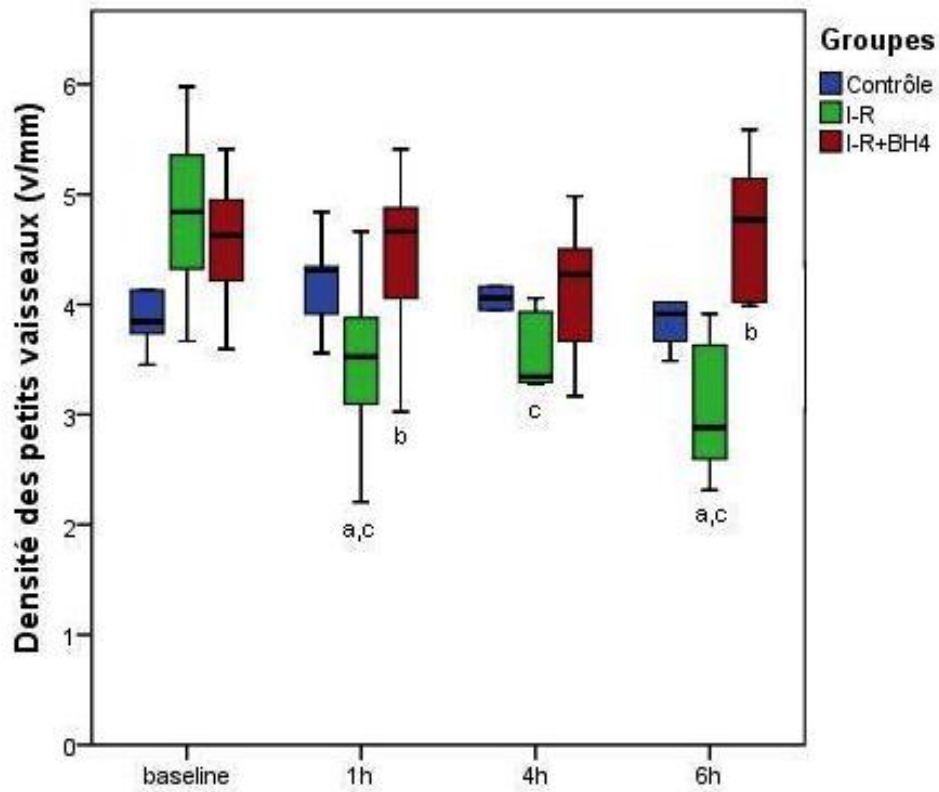 Groupes
Contrôle
I-R
I-R+BH4
Densité des petits vaisseaux (v/mm)
6
5
4
3
2
1
0
b
c
b
a,c
a,c
baseline 1h 4h 6h